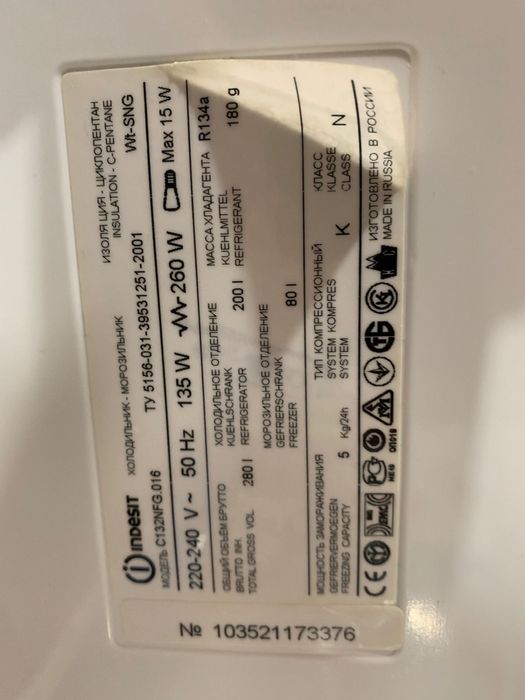 INDESIT
ХОЛОДИЛЬНИК - МОРОЗИЛЬНИК
ИЗОЛЯ ЦИЯ - ЦИКЛОПЕНТАН
INSULATION - C-PENTANE
МОДЕЛЬ C132NFG.016
ТУ 5156-031-39531251-2001
Wt-SNG
220-240 V ~ 50 Hz 135 W 260 W Max 15 W
ОБЩИЙ ОБЪЕМ БРУТТО
BRUTTO INH.
TOTAL GROSS VOL
280 l
ХОЛОДИЛЬНОЕ ОТДЕЛЕНИЕ
KUEHLSCHRANK
REFRIGERATOR
200 l
МОРОЗИЛЬНОЕ ОТДЕЛЕНИЕ
GEFRIERSCHRANK
FREEZER
80 l
МАССА ХЛАДАГЕНТА
KUEHLMITTEL
REFRIGERANT
R134a
180 g
МОЩНОСТЬ ЗАМОРАЖИВАНИЯ
GEFRIERVERMOEGEN
FREEZING CAPACITY
5 Kg/24h
ТИП КОМПРЕССИОННЫЙ
SYSTEM KOMPRES
SYSTEM
K
КЛАСС
KLASSE
CLASS
N
CE
ИЗГОТОВЛЕНО В РОССИИ
MADE IN RUSSIA
№ 103521173376